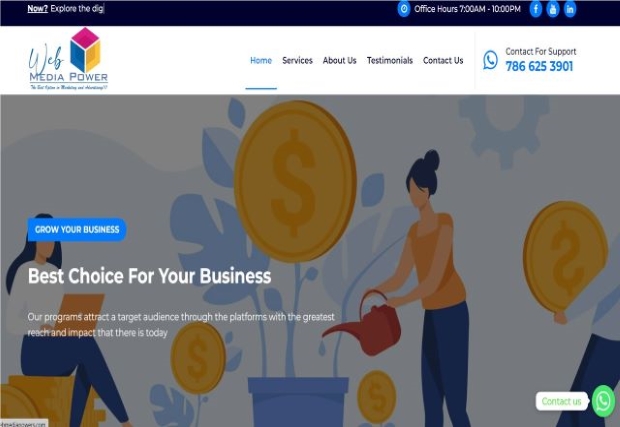 Now? Explore the dig
Office Hours 7:00AM - 10:00PM
Web
MEDIA POWER
The Best Option in Marketing and Advertising!!!
Home Services About Us Testimonials Contact Us
Contact For Support
786 625 3901
GROW YOUR BUSINESS
Best Choice For Your Business
Our programs attract a target audience through the platforms with the greatest
reach and impact that there is today
Contact us